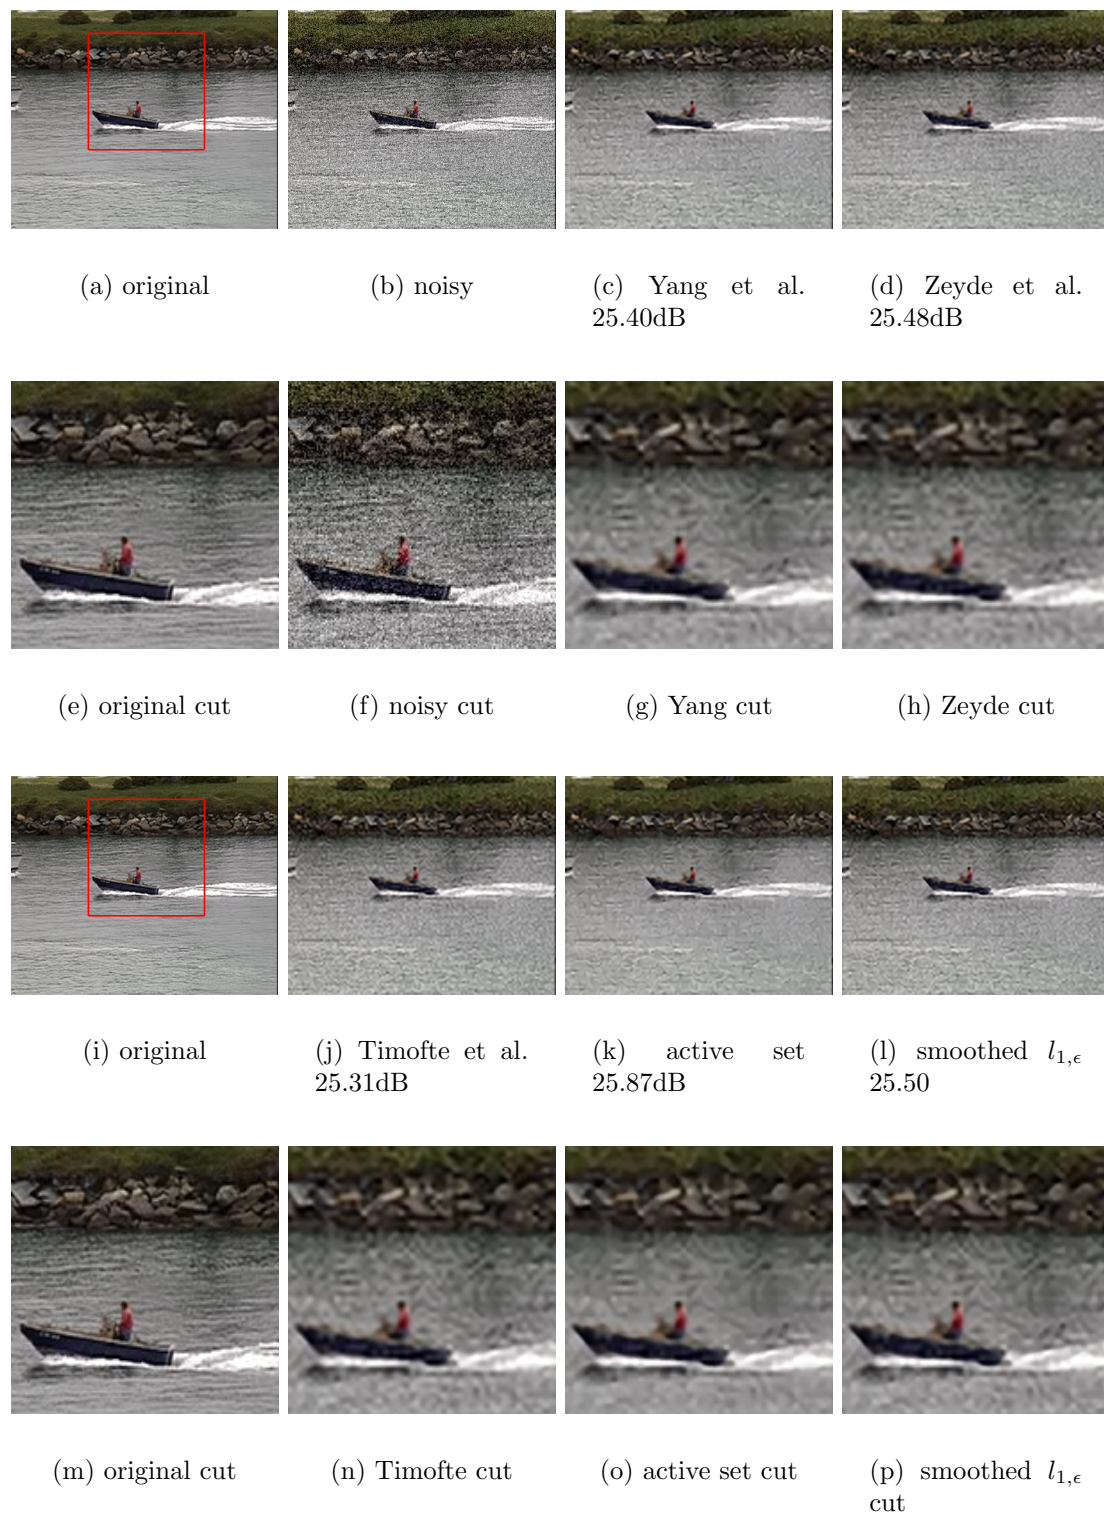 (a) original
(b) noisy
(c) Yang et al.
25.40dB
(d) Zeyde et al.
25.48dB
(e) original cut
(f) noisy cut
(g) Yang cut
(h) Zeyde cut
(i) original
(j) Timofte et al.
25.31dB
(k) active set
25.87dB
(l) smoothed l₁,ϵ
25.50
(m) original cut
(n) Timofte cut
(o) active set cut
(p) smoothed l₁,ϵ
cut